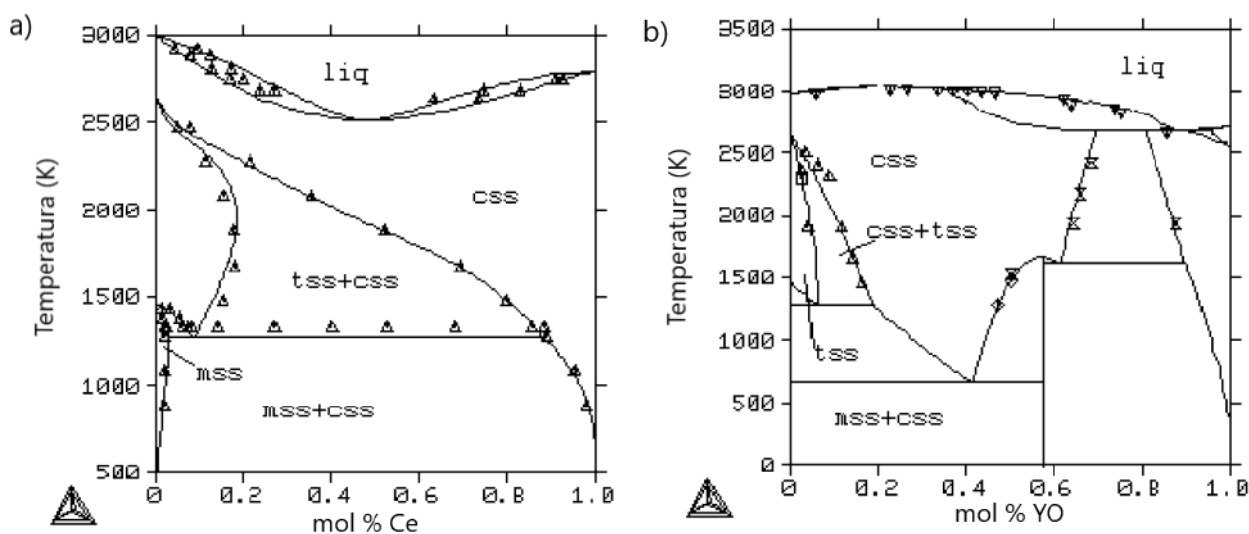 a)
3000
2500
2000
1500
1000
500
Temperatura (K)
liq
css
tss+css
mss
mss+css
0 0.2 0.4 0.6 0.8 1.0
mol % Ce
b)
3500
3000
2500
2000
1500
1000
500
0
Temperatura (K)
liq
css
css+tss
tss
mss+css
0 0.2 0.4 0.6 0.8 1.0
mol % YO